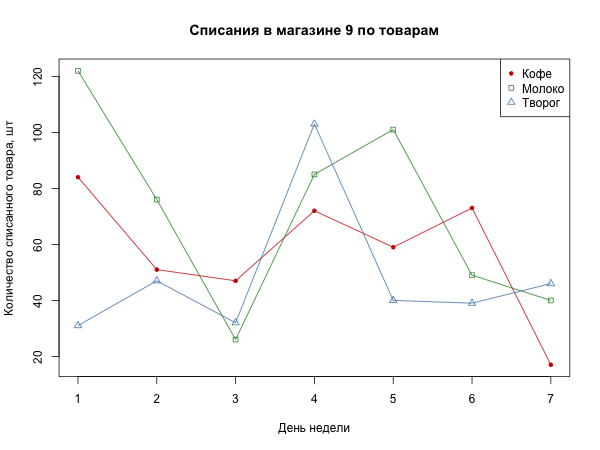 Списания в магазине 9 по товарам
Кофе
Молоко
Творог
Количество списанного товара, шт
120
100
80
60
40
20
1 2 3 4 5 6 7
День недели